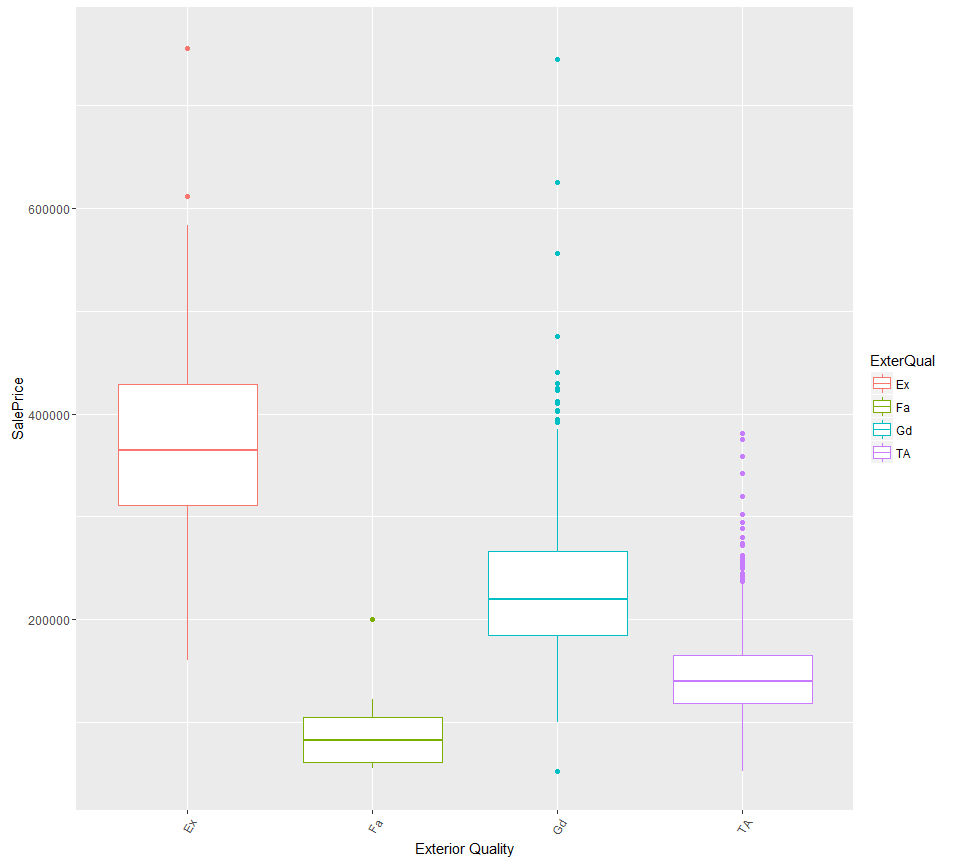 SalePrice
600000
400000
200000
Ex
Fa
Gd
TA
Exterior Quality
ExterQual
Ex
Fa
Gd
TA